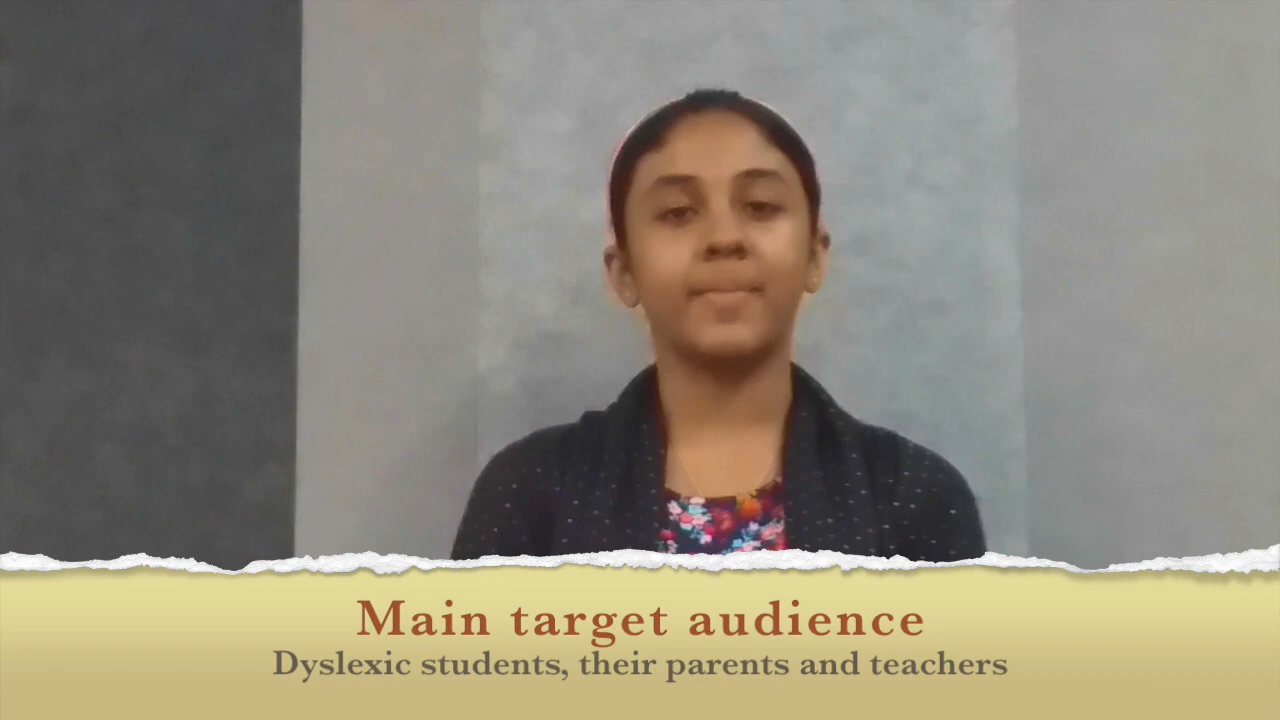 Main target audience
Dyslexic students, their parents and teachers